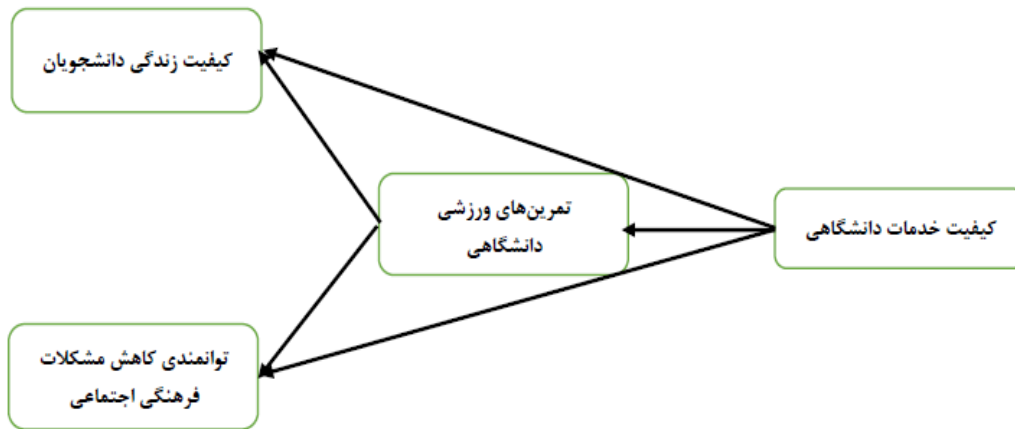 کیفیت زندگی دانشجویان
تمرین‌های ورزشی
دانشگاهی
کیفیت خدمات دانشگاهی
توانمندی کاهش مشکلات
فرهنگی اجتماعی